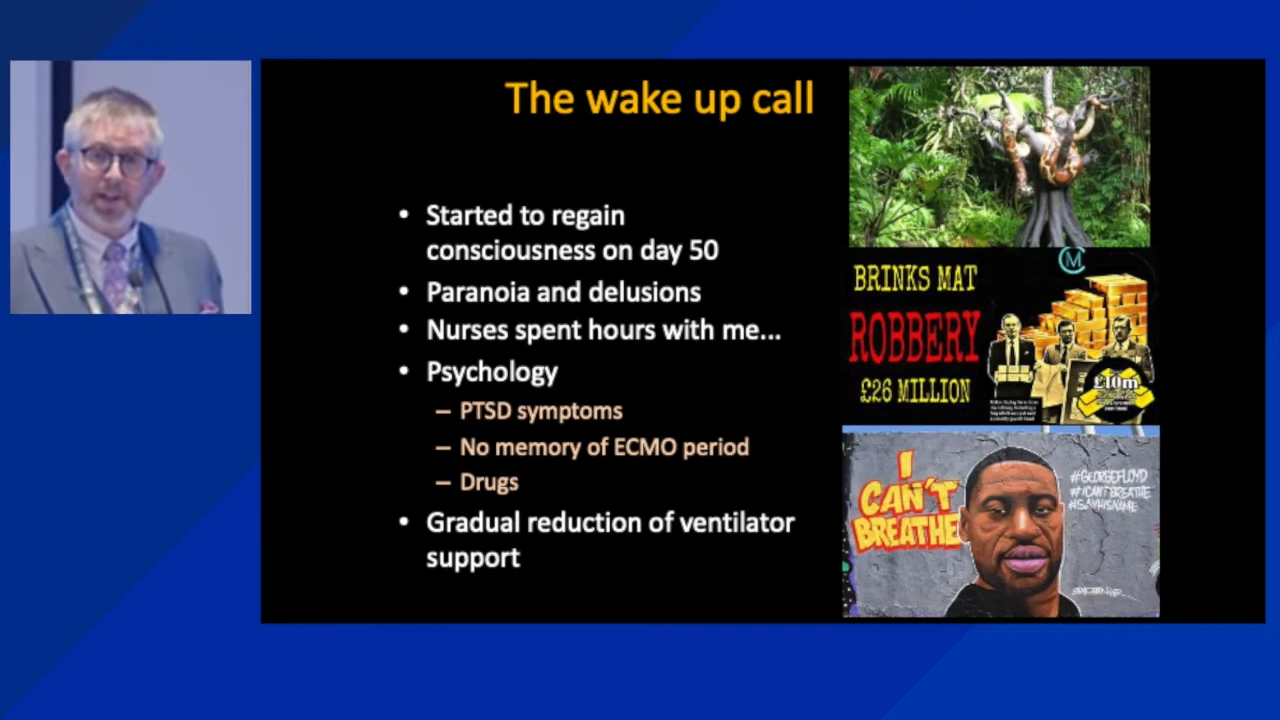 The wake up call
• Started to regain
consciousness on day 50
• Paranoia and delusions
• Nurses spent hours with me...
• Psychology
– PTSD symptoms
– No memory of ECMO period
– Drugs
• Gradual reduction of ventilator
support
BRINKS MAT
ROBBERY
£26 MILLION
£10m
I
CAN'T
BREATHE
#GEORGEFLOYD
#ICANTBREATHE
#SAYHISNAME